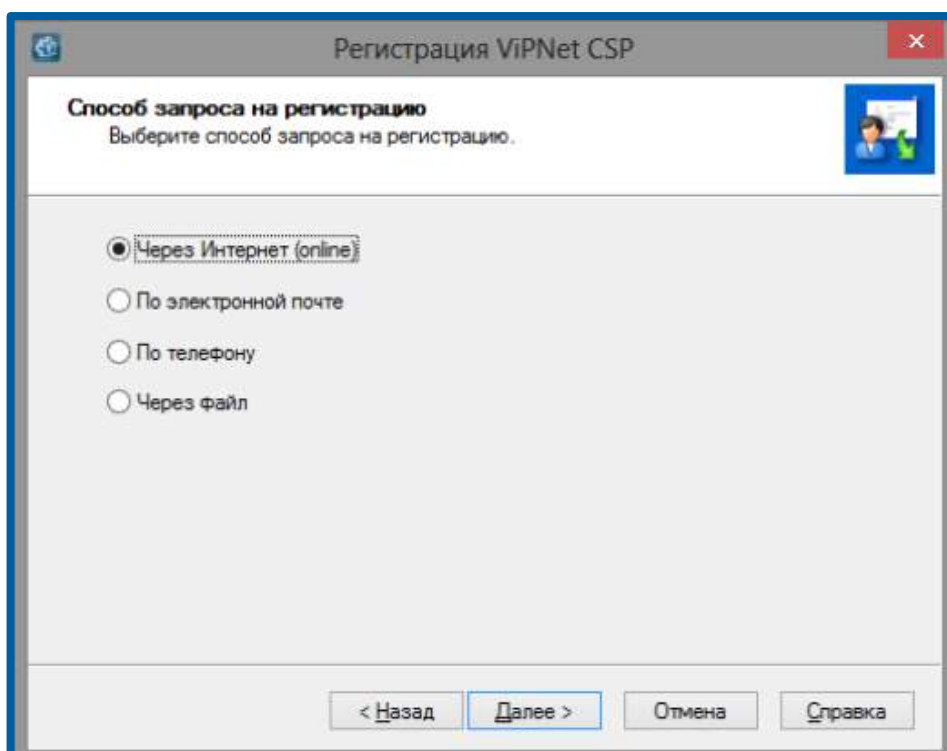 Регистрация ViPNet CSP
Способ запроса на регистрацию
Выберите способ запроса на регистрацию.
Через Интернет (online)
По электронной почте
По телефону
Через файл
< Назад Далее > Отмена Справка